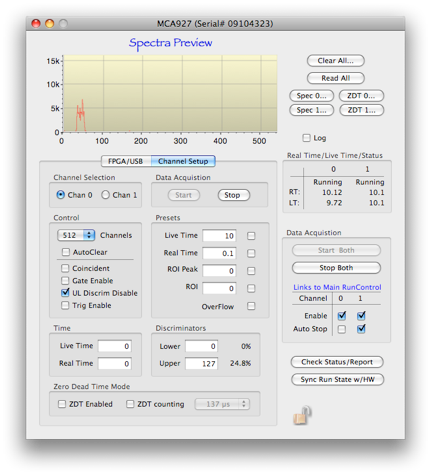 MCA927 (Serial# 09104323)
Spectra Preview
15k
10k
5k
0
0 100 200 300 400 500
Clear All...
Read All
Spec 0... ZDT 0...
Spec 1... ZDT 1...
Log
FPGA/USB Channel Setup
Channel Selection
Chan 0 Chan 1
Data Acquistion
Start Stop
Control
512 Channels
AutoClear
Coincident
Gate Enable
UL Discrim Disable
Trig Enable
Presets
Live Time 10
Real Time 0.1
ROI Peak 0
ROI 0
OverFlow
Time
Live Time 0
Real Time 0
Discriminators
Lower 0 0%
Upper 127 24.8%
Zero Dead Time Mode
ZDT Enabled ZDT counting 137 µs
Real Time/Live Time/Status
0 1
Running Running
RT: 10.12 10.1
LT: 9.72 10.1
Data Acquistion
Start Both
Stop Both
Links to Main RunControl
Channel 0 1
Enable
Auto Stop
Check Status/Report
Sync Run State w/HW